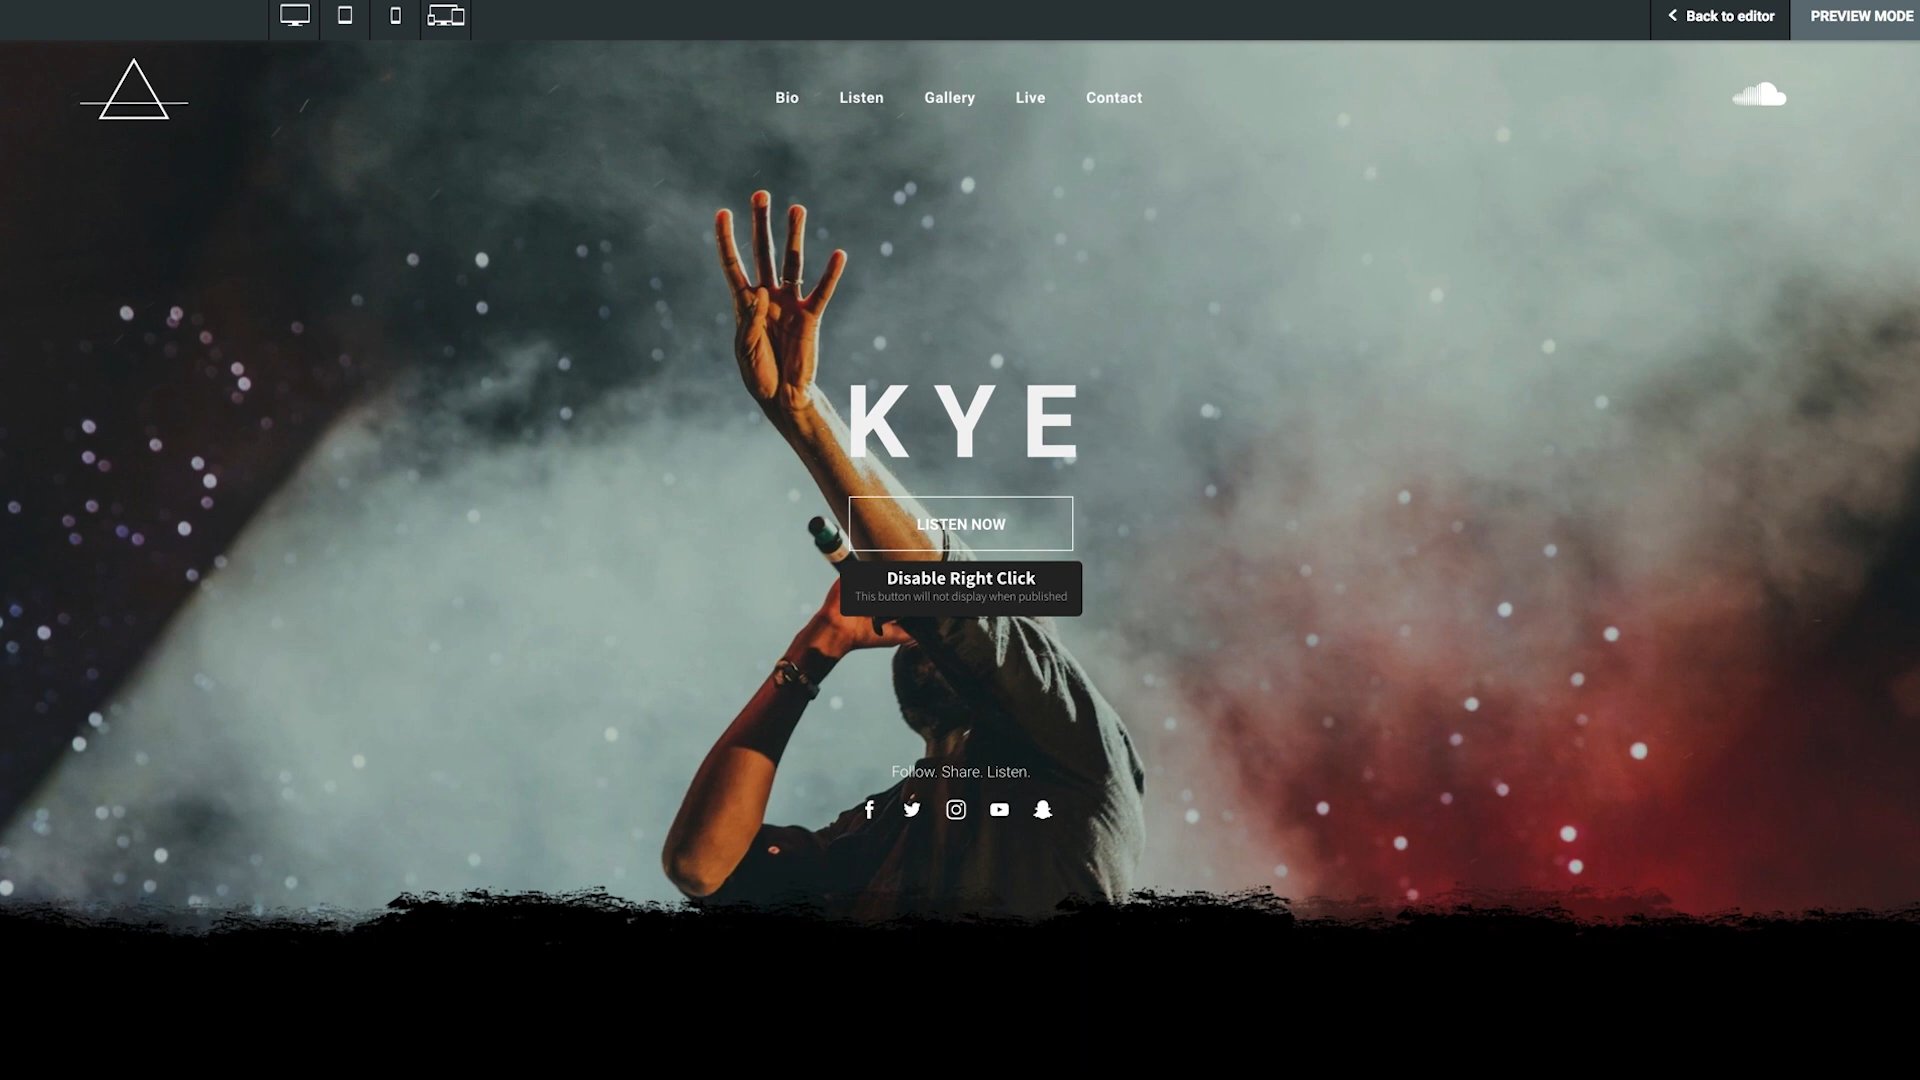 Back to editor
PREVIEW MODE
Bio
Listen
Gallery
Live
Contact
KYE
LISTEN NOW
Disable Right Click
This button will not display when published
Follow. Share. Listen.